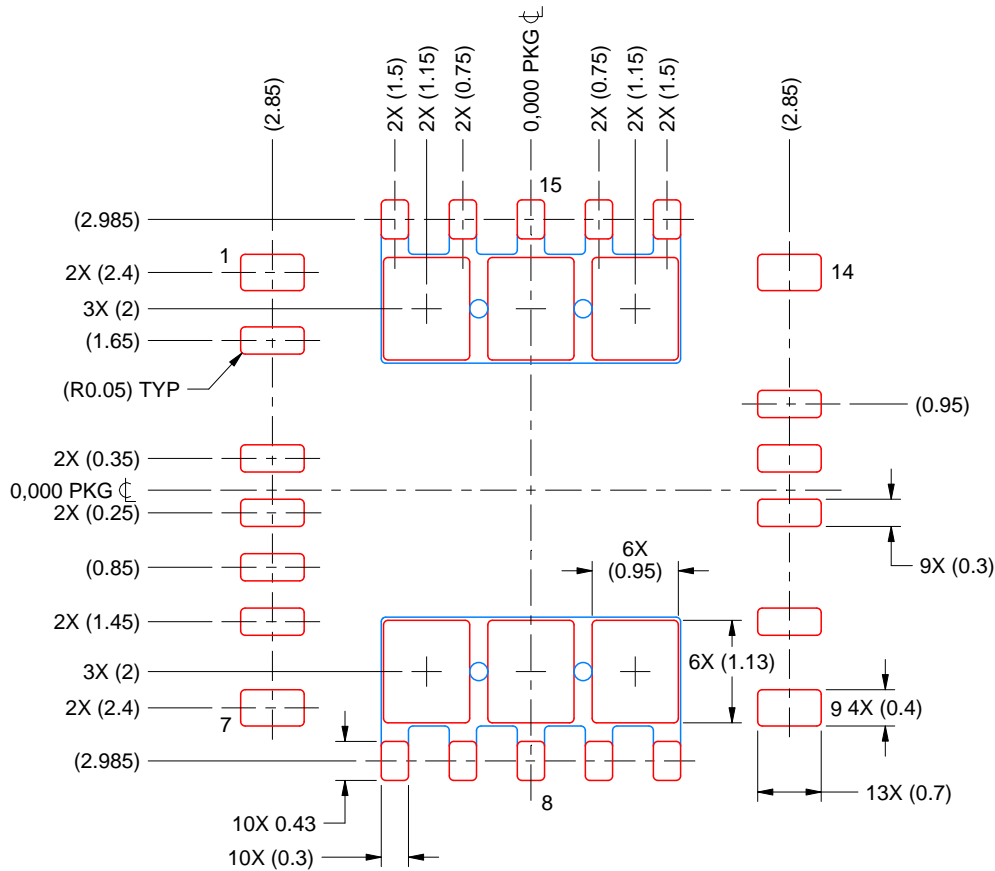 (2.85)
2X (1.5)
2X (1.15)
2X (0.75)
0,000 PKG ℄
2X (0.75)
2X (1.15)
2X (1.5)
(2.85)
15
(2.985)
1
2X (2.4)
14
3X (2)
(1.65)
(R0.05) TYP
(0.95)
2X (0.35)
0,000 PKG ℄
2X (0.25)
(0.85)
9X (0.3)
6X
(0.95)
2X (1.45)
3X (2)
6X (1.13)
2X (2.4)
7
9
4X (0.4)
(2.985)
8
13X (0.7)
10X 0.43
10X (0.3)